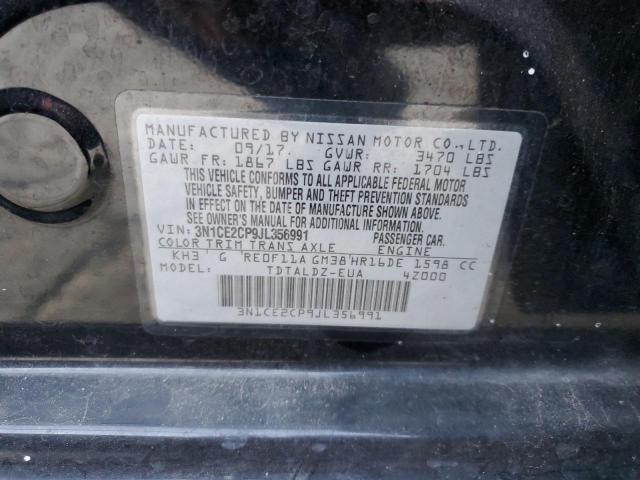 MANUFACTURED BY NISSAN MOTOR CO.,LTD.
DATE: 09/17. GVWR: 3470 LBS
GAWR FR: 1867 LBS GAWR RR: 1704 LBS
THIS VEHICLE CONFORMS TO ALL APPLICABLE FEDERAL MOTOR
VEHICLE SAFETY, BUMPER AND THEFT PREVENTION STANDARDS
IN EFFECT ON THE DATE OF MANUFACTURE SHOWN ABOVE.
SEE OWNER'S MANUAL FOR ADDITIONAL INFORMATION.
VIN: 3N1CE2CP9JL356991 PASSENGER CAR.
COLOR TRIM TRANS AXLE ENGINE
KH3 G RE0F11A GM38 HR16DE 1598 CC
MODEL: TDTALDZ-EUA 4Z000
3N1CE2CP9JL356991